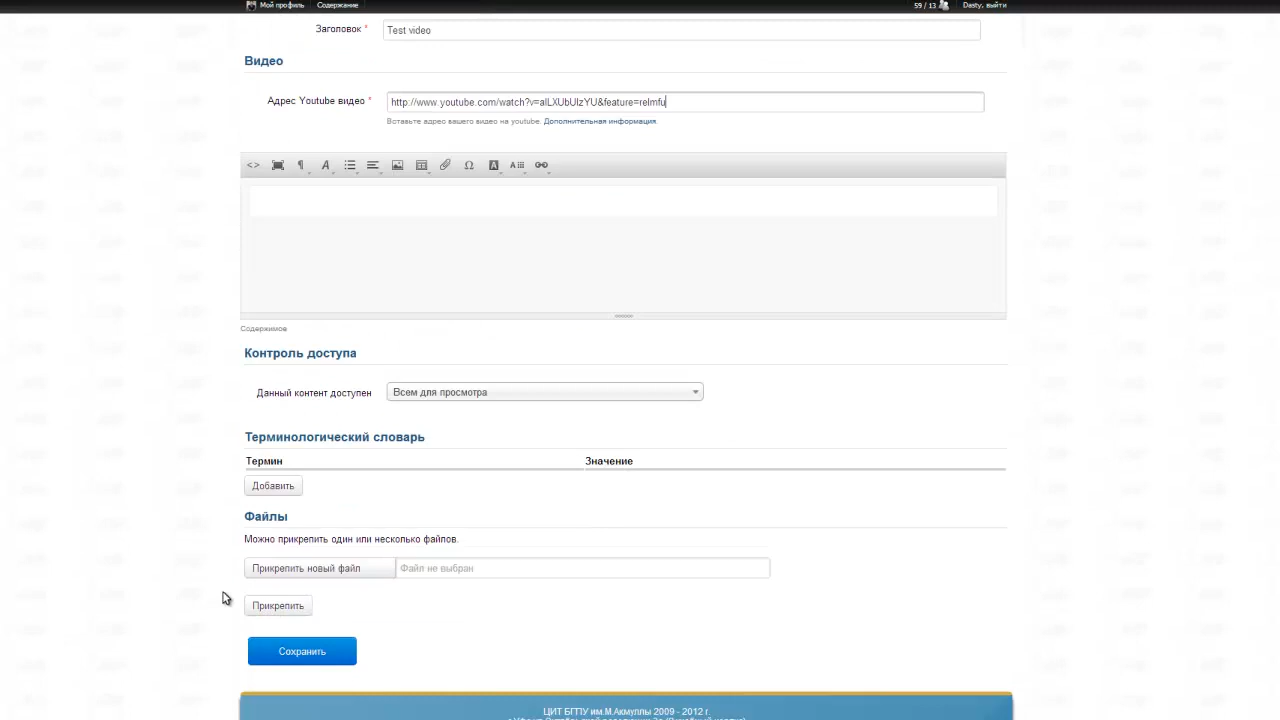 Мой профиль Содержание 59 / 13 Dasty, выйти
Заголовок * Test video
Видео
Адрес Youtube видео * http://www.youtube.com/watch?v=alLXUbUlzYU&feature=relmfu
Вставьте адрес вашего видео на youtube. Дополнительная информация.
Содержимов
Контроль доступа
Данный контент доступен Всем для просмотра
Терминологический словарь
Термин Значение
Добавить
Файлы
Можно прикрепить один или несколько файлов.
Прикрепить новый файл Файл не выбран
Прикрепить
Сохранить
ЦИТ БГПУ им.М.Акмуллы 2009 - 2012 г.